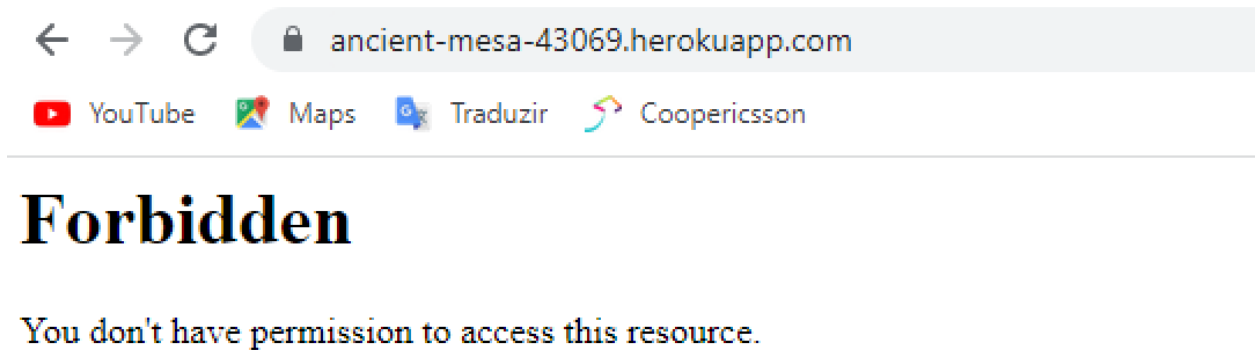 ancient-mesa-43069.herokuapp.com
YouTube Maps Traduzir Coopericsson
Forbidden
You don't have permission to access this resource.